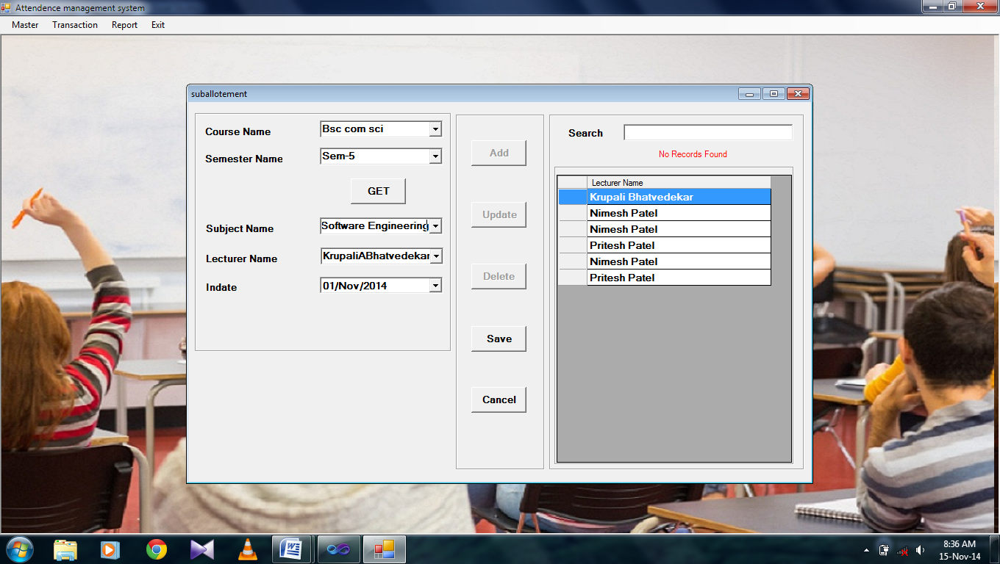 Attendence management system
Master Transaction Report Exit
suballotement
Course Name Bsc com sci
Semester Name Sem-5
GET
Subject Name Software Engineering
Lecturer Name KrupaliABhatvedekar
Indate 01/Nov/2014
Add
Update
Delete
Save
Cancel
Search
No Records Found
Lecturer Name
Krupali Bhatvedekar
Nimesh Patel
Nimesh Patel
Pritesh Patel
Nimesh Patel
Pritesh Patel
8:36 AM
15-Nov-14